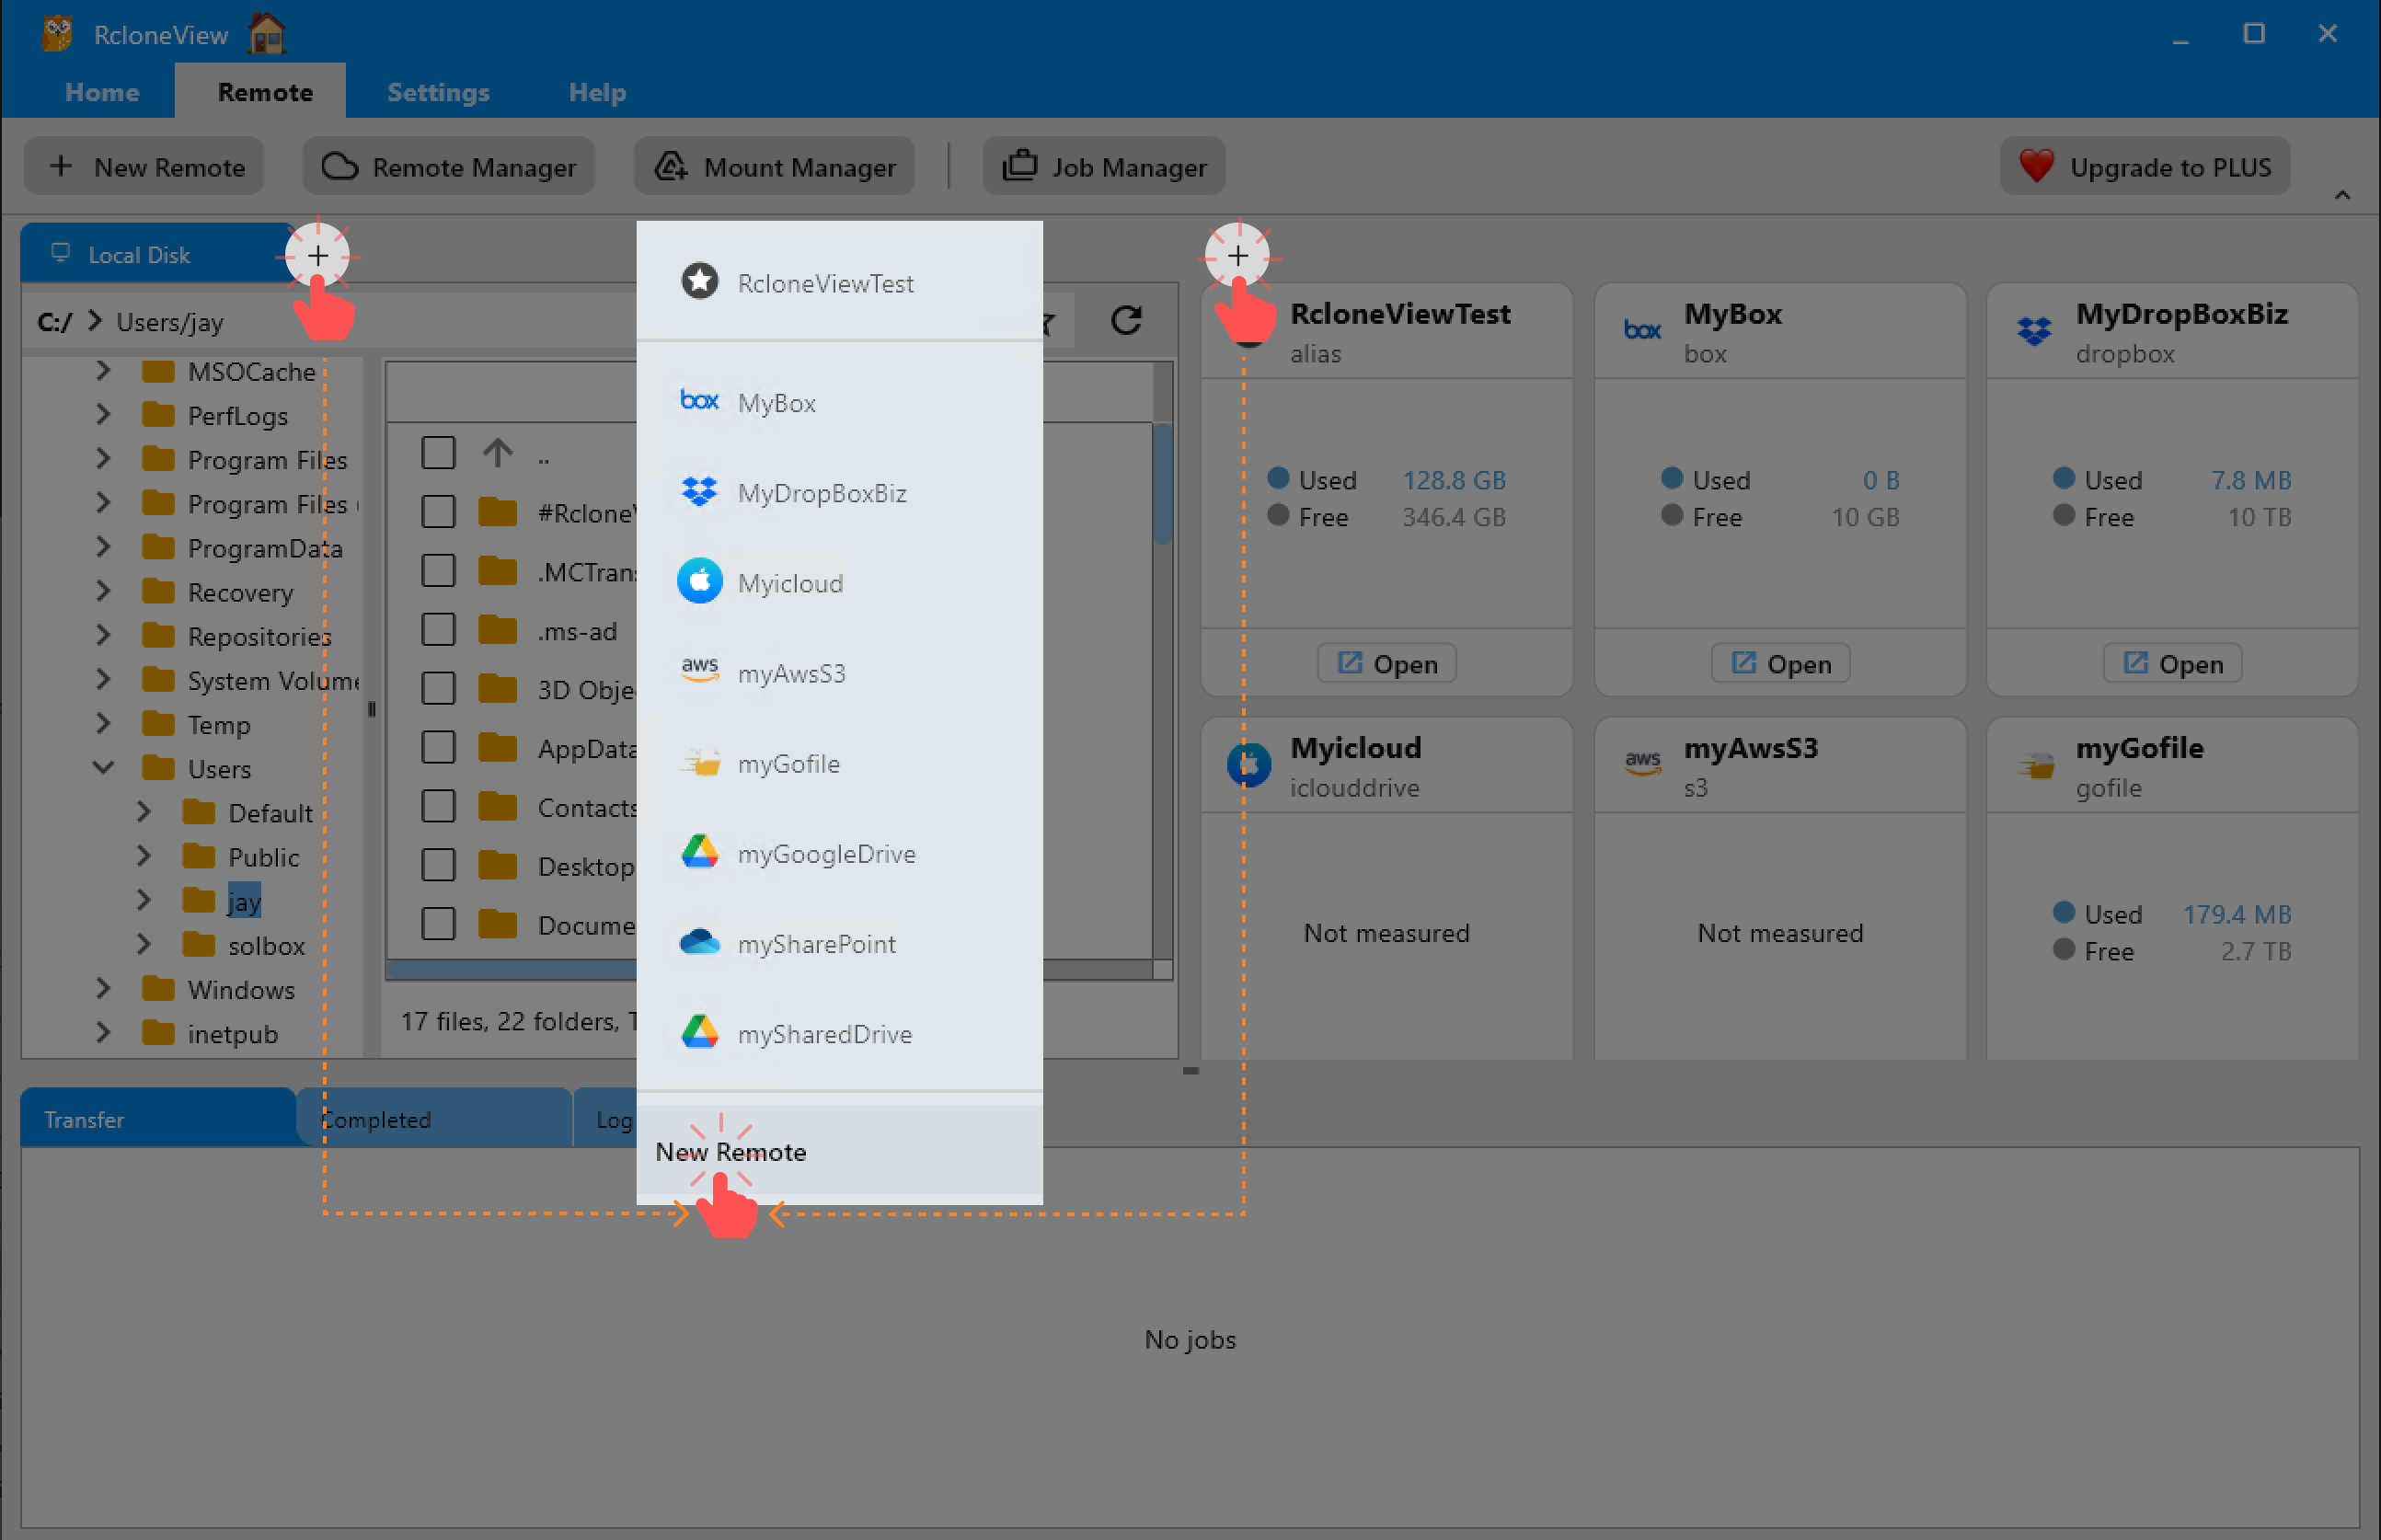 RcloneView
Home Remote Settings Help
New Remote Remote Manager Mount Manager Job Manager Upgrade to PLUS
Local Disk
C:/ Users/jay
MSOCache
PerfLogs
Program Files
Program Files
ProgramData
Recovery
Repositories
System Volume
Temp
Users
Default
Public
jay
solbox
Windows
inetpub
..
#Rclone
.MCTran
.ms-ad
3D Obje
AppData
Contacts
Desktop
Docume
17 files, 22 folders,
RcloneViewTest
MyBox
MyDropBoxBiz
Myicloud
myAwsS3
myGofile
myGoogleDrive
mySharePoint
mySharedDrive
New Remote
RcloneViewTest
alias
Used 128.8 GB
Free 346.4 GB
Open
MyBox
box
Used 0 B
Free 10 GB
Open
MyDropBoxBiz
dropbox
Used 7.8 MB
Free 10 TB
Open
Myicloud
iclouddrive
Not measured
myAwsS3
s3
Not measured
myGofile
gofile
Used 179.4 MB
Free 2.7 TB
Transfer Completed Log
No jobs
box
aws
box
aws